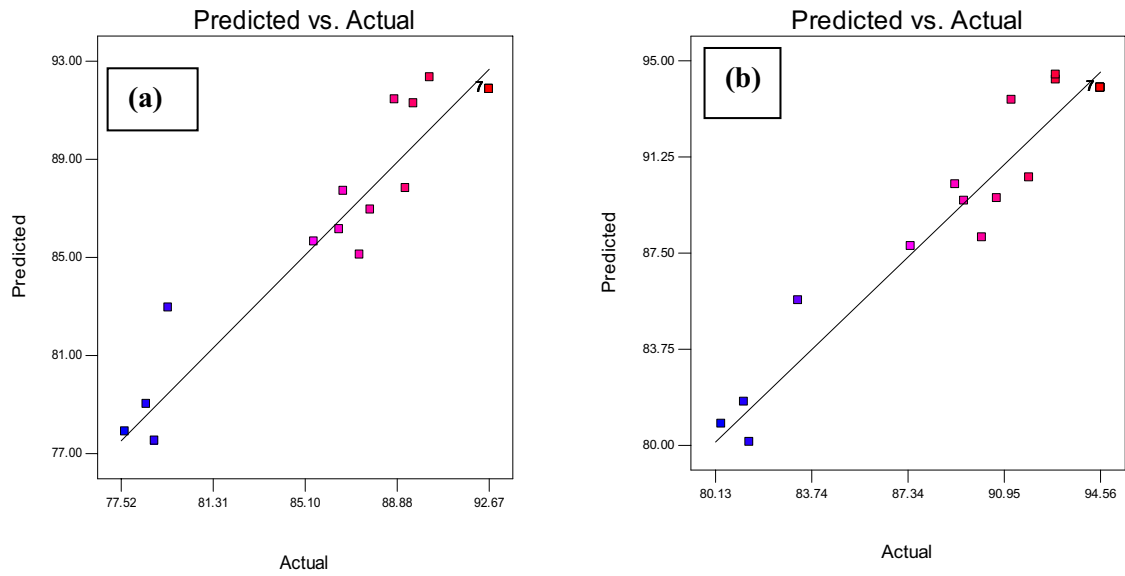 Predicted vs. Actual
93.00
(a)
7
89.00
Predicted
85.00
81.00
77.00
77.52 81.31 85.10 88.88 92.67
Actual
Predicted vs. Actual
95.00
(b)
7
91.25
Predicted
87.50
83.75
80.00
80.13 83.74 87.34 90.95 94.56
Actual